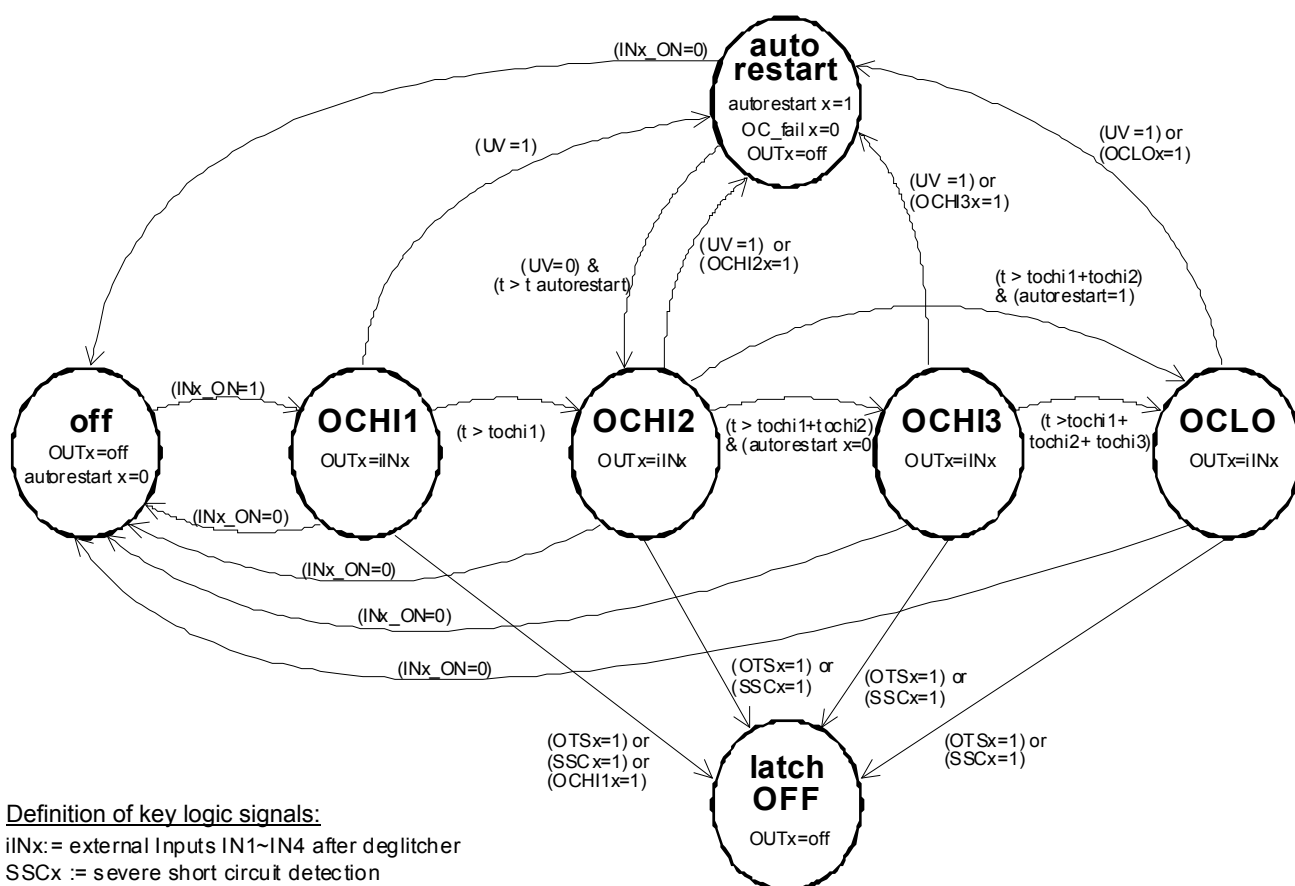 auto
restart
autorestart x=1
OC_fail x=0
OUTx=off
(INx_ON=0)
(UV=1)
(UV=1) or
(OCLOx=1)
(UV=1) or
(OCHI3x=1)
(UV=1) or
(OCHI2x=1)
(UV=0) &
(t > t autorestart)
(t > tochi1+tochi2)
& (autorestart=1)
off
OUTx=off
autorestart x=0
(INx_ON=1)
OCHI1
OUTx=iINx
(t > tochi1)
OCHI2
OUTx=iINx
(t > tochi1+tochi2)
& (autorestart x=0)
OCHI3
OUTx=iINx
(t >tochi1+
tochi2+ tochi3)
OCLO
OUTx=iINx
(INx_ON=0)
(INx_ON=0)
(INx_ON=0)
(INx_ON=0)
(OTSx=1) or
(SSCx=1)
(OTSx=1) or
(SSCx=1)
(OTSx=1) or
(SSCx=1) or
(OCHI1x=1)
(OTSx=1) or
(SSCx=1)
latch
OFF
OUTx=off
Definition of key logic signals:
iINx:= external Inputs IN1~IN4 after deglitcher
SSCx := severe short circuit detection